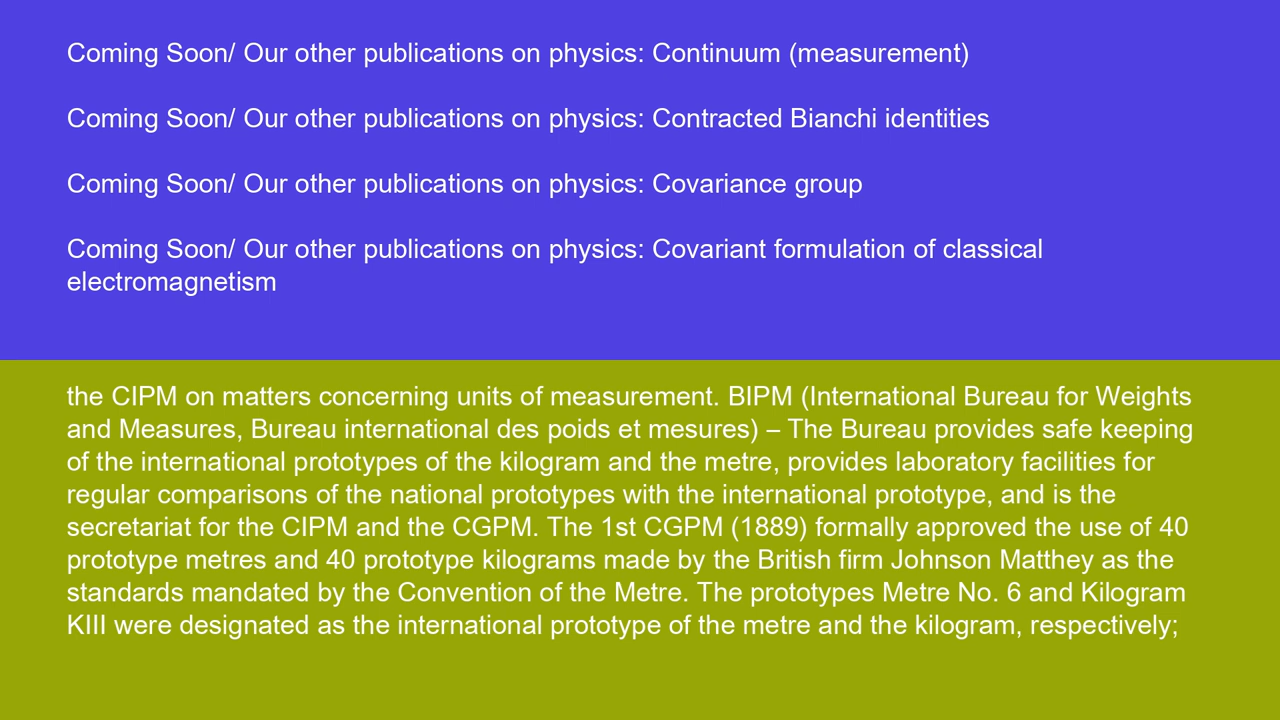 Coming Soon/ Our other publications on physics: Continuum (measurement)
Coming Soon/ Our other publications on physics: Contracted Bianchi identities
Coming Soon/ Our other publications on physics: Covariance group
Coming Soon/ Our other publications on physics: Covariant formulation of classical
electromagnetism
the CIPM on matters concerning units of measurement. BIPM (International Bureau for Weights
and Measures, Bureau international des poids et mesures) – The Bureau provides safe keeping
of the international prototypes of the kilogram and the metre, provides laboratory facilities for
regular comparisons of the national prototypes with the international prototype, and is the
secretariat for the CIPM and the CGPM. The 1st CGPM (1889) formally approved the use of 40
prototype metres and 40 prototype kilograms made by the British firm Johnson Matthey as the
standards mandated by the Convention of the Metre. The prototypes Metre No. 6 and Kilogram
KIII were designated as the international prototype of the metre and the kilogram, respectively;